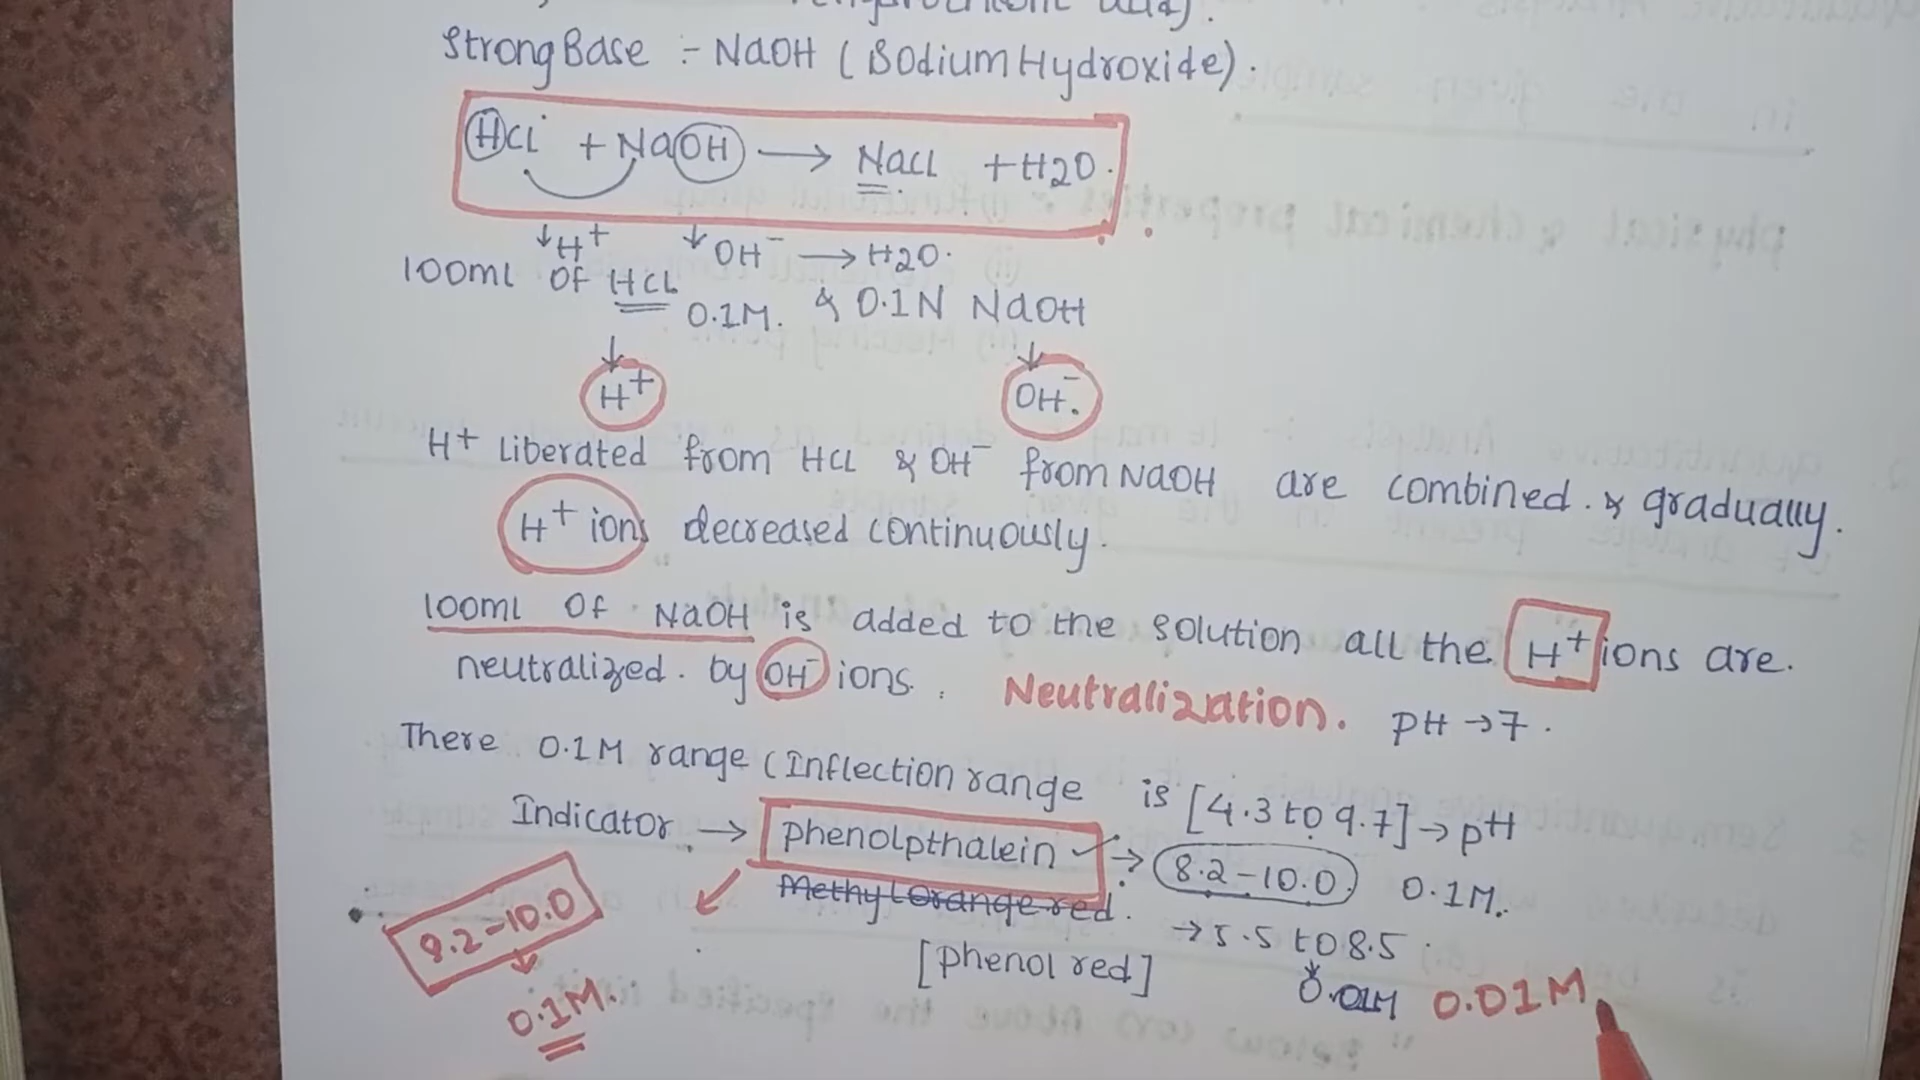 Strong Base :- NaOH (Sodium Hydroxide).
HCl + NaOH → NaCl + H2O.
↓H+ ↓OH- → H2O.
100ml of HCL 0.1M. & 0.1N NaOH
↓ ↓
H+ OH-.
H+ liberated from HCL & OH- from NaOH are combined. & gradually.
H+ ions decreased continuously.
100ml Of NaOH is added to the solution all the H+ ions are.
neutralized. by OH- ions. Neutralization. pH → 7.
There 0.1M range (Inflection range is [4.3 to 9.7] → pH
Indicator → phenolpthalein ✓ → 8.2-10.0 0.1M.
Methyl orange red. → 5.5 to 8.5
8.2-10.0 [phenol red]
0.1M. 0.01M 0.01M